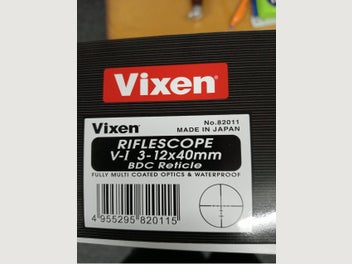 Vixen®
No.82011
Vixen® MADE IN JAPAN
RIFLESCOPE
V-I 3-12x40mm
BDC Reticle
FULLY MULTI COATED OPTICS & WATERPROOF
4 955295 820115